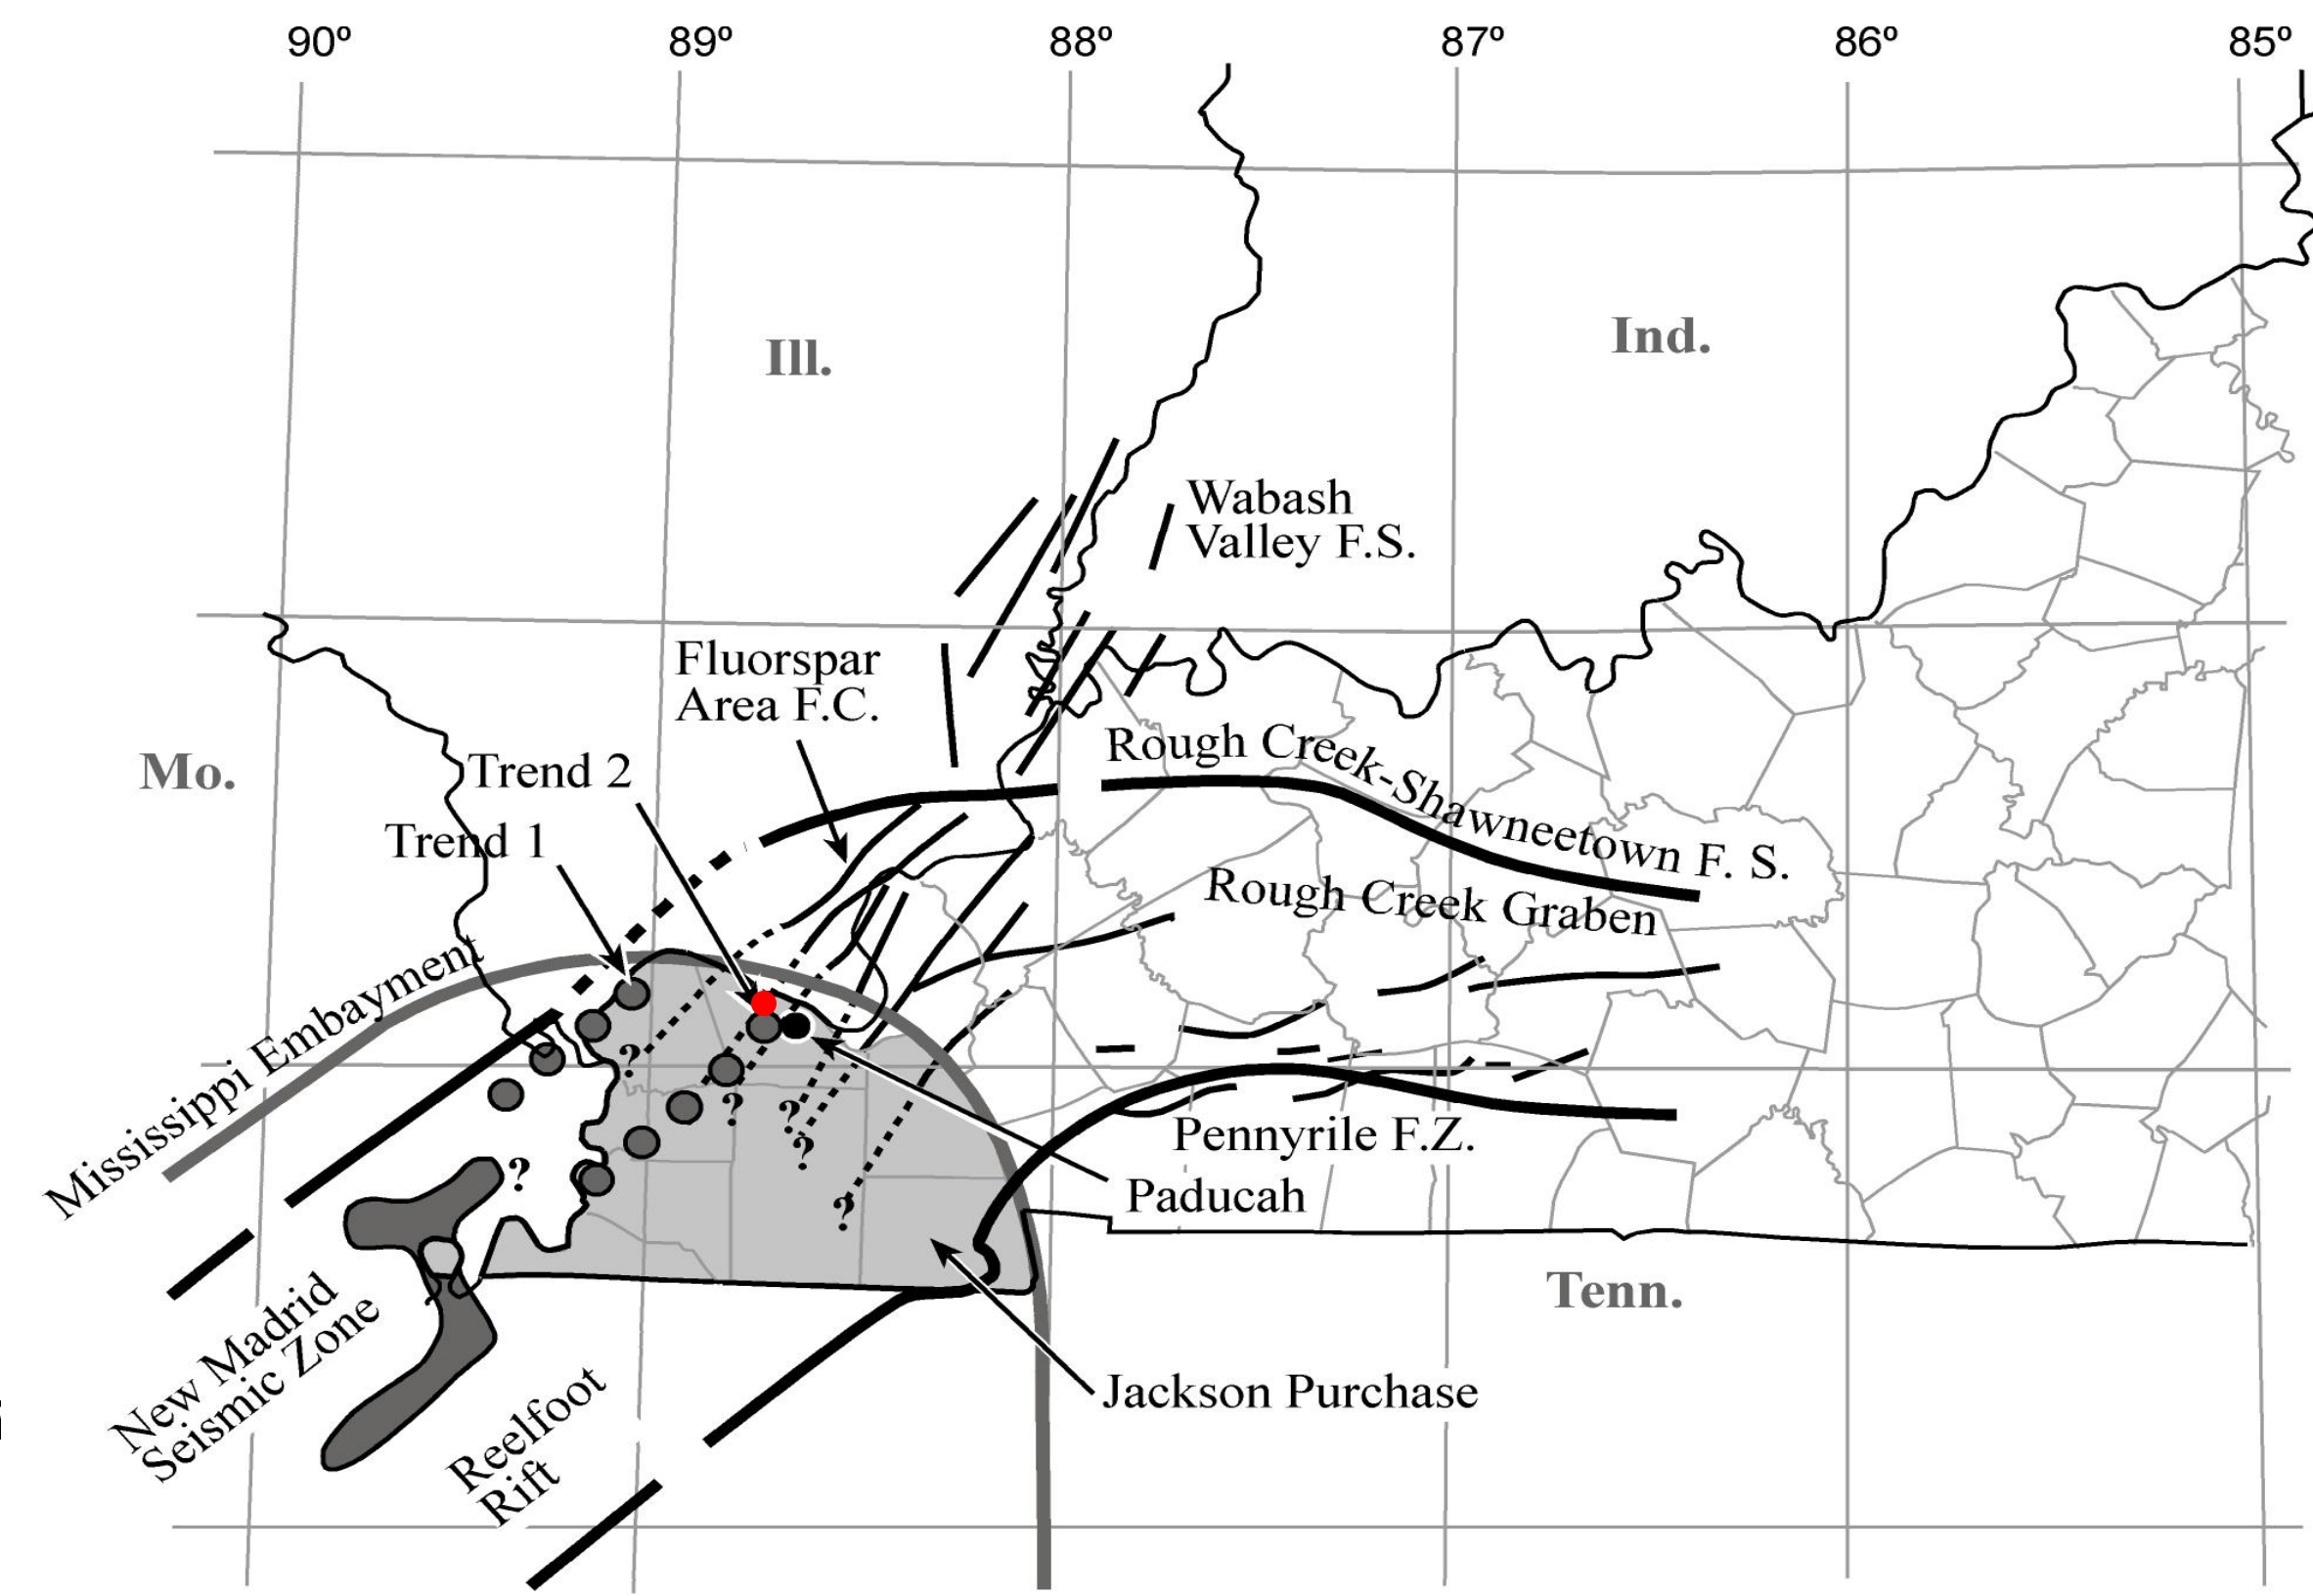 90º 89º 88º 87º 86º 85º
Ill.
Ind.
Wabash
Valley F.S.
Fluorspar
Area F.C.
Mo.
Trend 2
Trend 1
Rough Creek-Shawneetown F. S.
Rough Creek Graben
Mississippi Embayment
?
?
?
?
?
?
Pennyrile F.Z.
Paducah
Tenn.
New Madrid
Seismic Zone
Reelfoot
Rift
Jackson Purchase